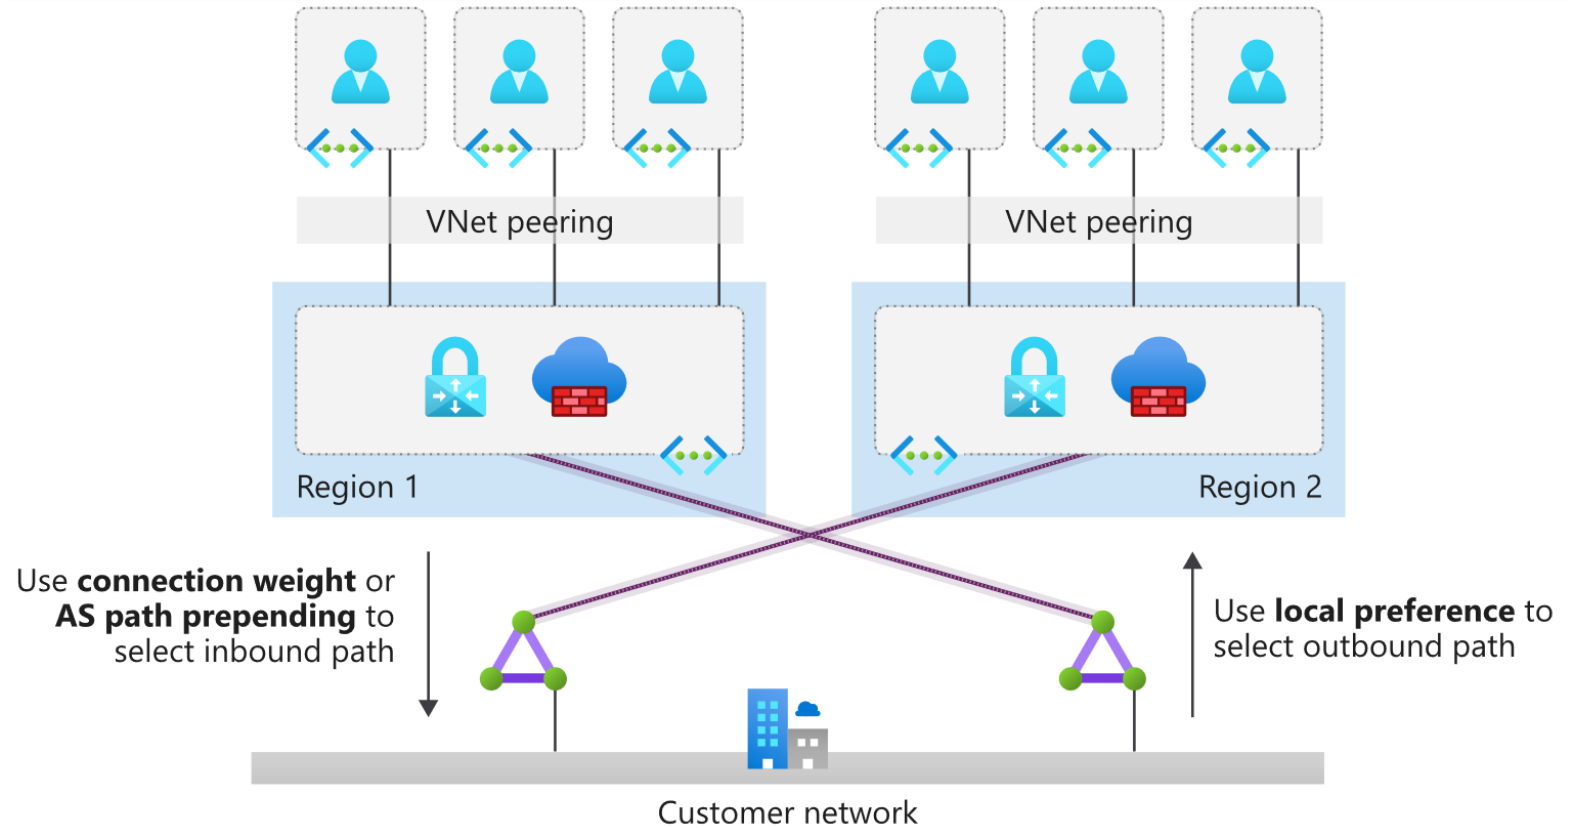 VNet peering
VNet peering
Region 1
Region 2
Use connection weight or
AS path prepending to
select inbound path
Use local preference to
select outbound path
Customer network